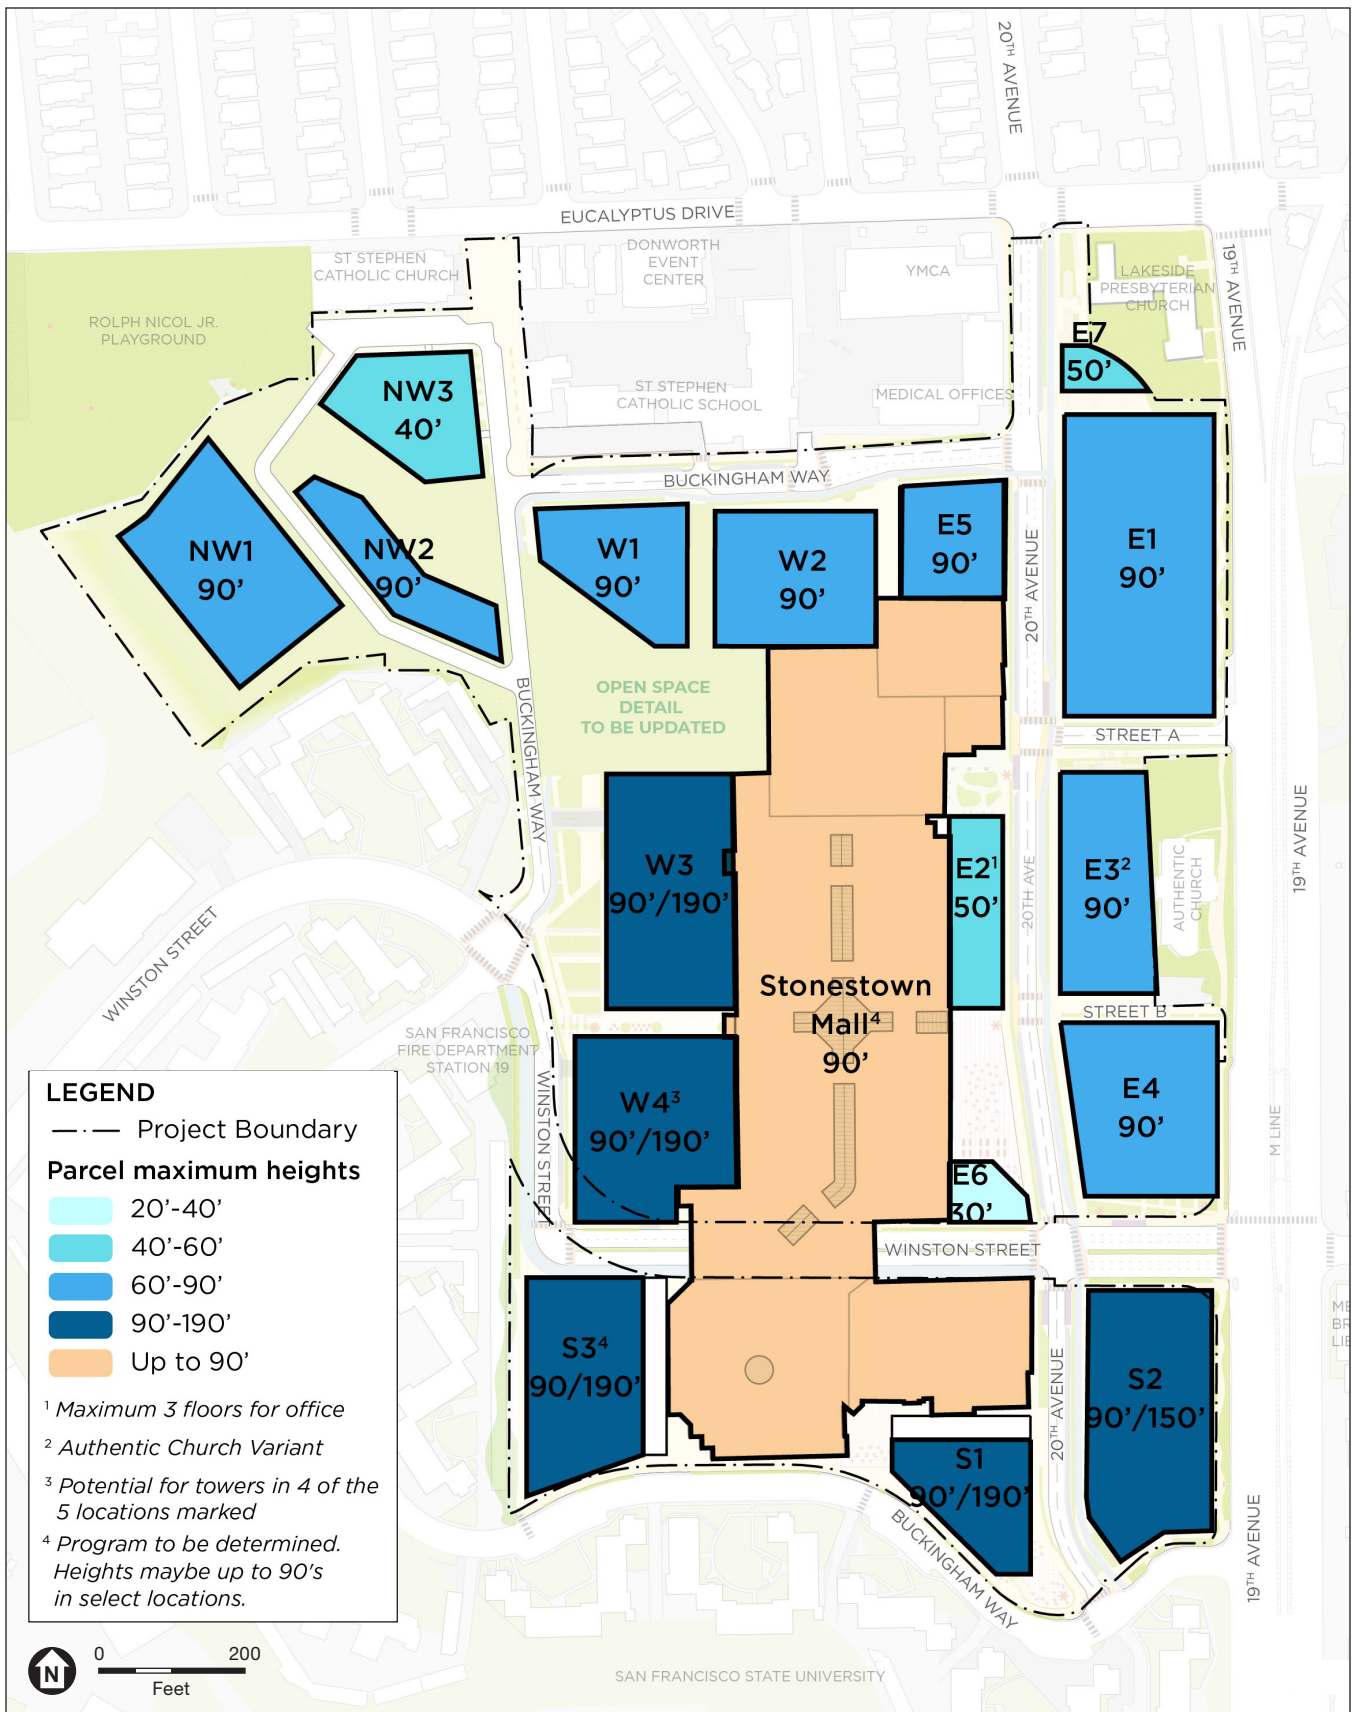 20TH AVENUE
EUCALYPTUS DRIVE
ST STEPHEN
CATHOLIC CHURCH
DONWORTH
EVENT
CENTER
YMCA
LAKESIDE
PRESBYTERIAN
CHURCH
19TH AVENUE
ROLPH NICOL JR.
PLAYGROUND
E7
50'
NW3
40'
ST STEPHEN
CATHOLIC SCHOOL
MEDICAL OFFICES
BUCKINGHAM WAY
NW1
90'
NW2
90'
W1
90'
W2
90'
E5
90'
20TH AVENUE
E1
90'
OPEN SPACE
DETAIL
TO BE UPDATED
BUCKINGHAM WAY
STREET A
W3
90'/190'
E2¹
50'
20TH AVE
E3²
90'
AUTHENTIC
CHURCH
19TH AVENUE
WINSTON STREET
Stonestown
Mall⁴
90'
STREET B
SAN FRANCISCO
FIRE DEPARTMENT
STATION 19
WINSTON STREET
W4³
90'/190'
E4
90'
M LINE
E6
30'
WINSTON STREET
LEGEND
Project Boundary
Parcel maximum heights
20'-40'
40'-60'
60'-90'
90'-190'
Up to 90'
¹ Maximum 3 floors for office
² Authentic Church Variant
³ Potential for towers in 4 of the
5 locations marked
⁴ Program to be determined.
Heights maybe up to 90's
in select locations.
S3⁴
90/190'
S2
90'/150'
20TH AVENUE
S1
90'/190'
BUCKINGHAM WAY
19TH AVENUE
ME
BR
LIE
N
0 200
Feet
SAN FRANCISCO STATE UNIVERSITY